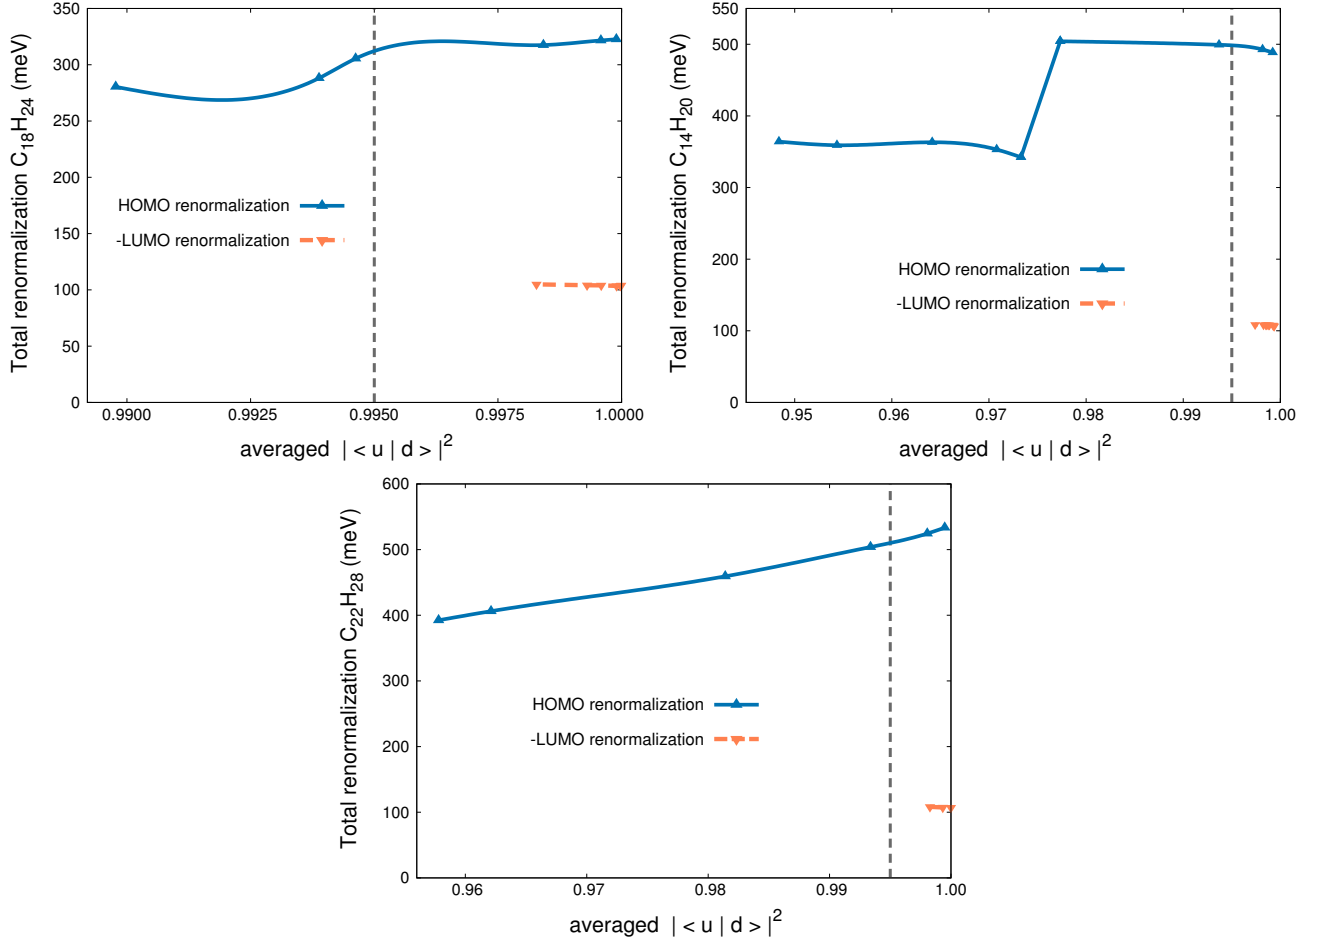 Total renormalization C18H24 (meV)
350
300
250
200
150
100
50
0
HOMO renormalization
-LUMO renormalization
0.9900 0.9925 0.9950 0.9975 1.0000
averaged | < u | d > |²
Total renormalization C14H20 (meV)
550
500
400
300
200
100
0
HOMO renormalization
-LUMO renormalization
0.95 0.96 0.97 0.98 0.99 1.00
averaged | < u | d > |²
Total renormalization C22H28 (meV)
600
500
400
300
200
100
0
HOMO renormalization
-LUMO renormalization
0.96 0.97 0.98 0.99 1.00
averaged | < u | d > |²